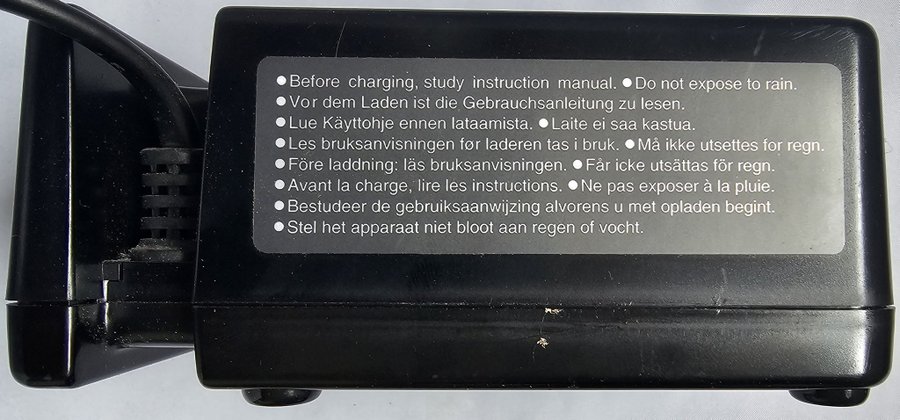 ●Before charging, study instruction manual. ●Do not expose to rain.
●Vor dem Laden ist die Gebrauchsanleitung zu lesen.
●Lue Käyttohje ennen lataamista. ●Laite ei saa kastua.
●Les bruksanvisningen før laderen tas i bruk. ●Må ikke utsettes for regn.
●Före laddning: läs bruksanvisningen. ●Får icke utsättas för regn.
●Avant la charge, lire les instructions. ●Ne pas exposer à la pluie.
●Bestudeer de gebruiksaanwijzing alvorens u met opladen begint.
●Stel het apparaat niet bloot aan regen of vocht.